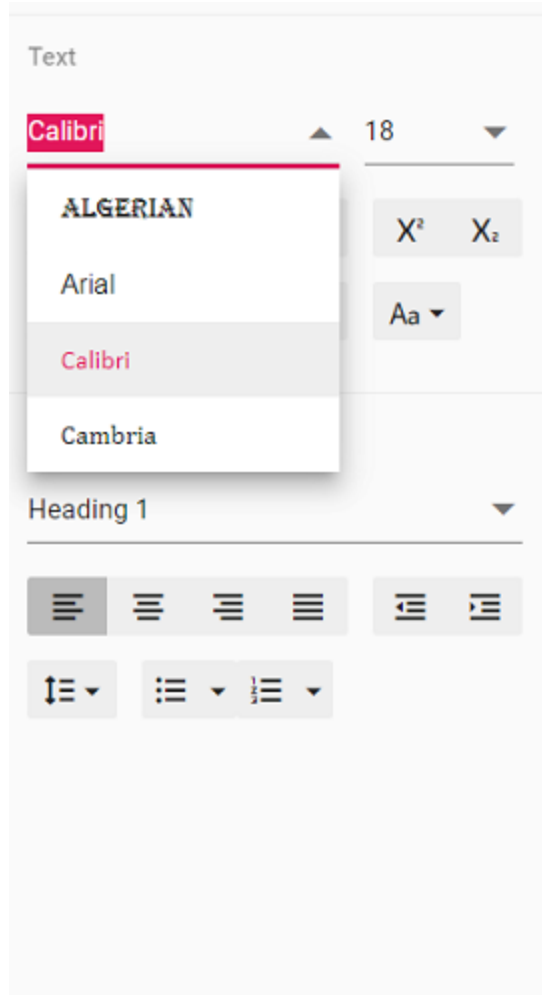 Text
Calibri 18
ALGERIAN
X² X₂
Arial
Aa
Calibri
Cambria
Heading 1